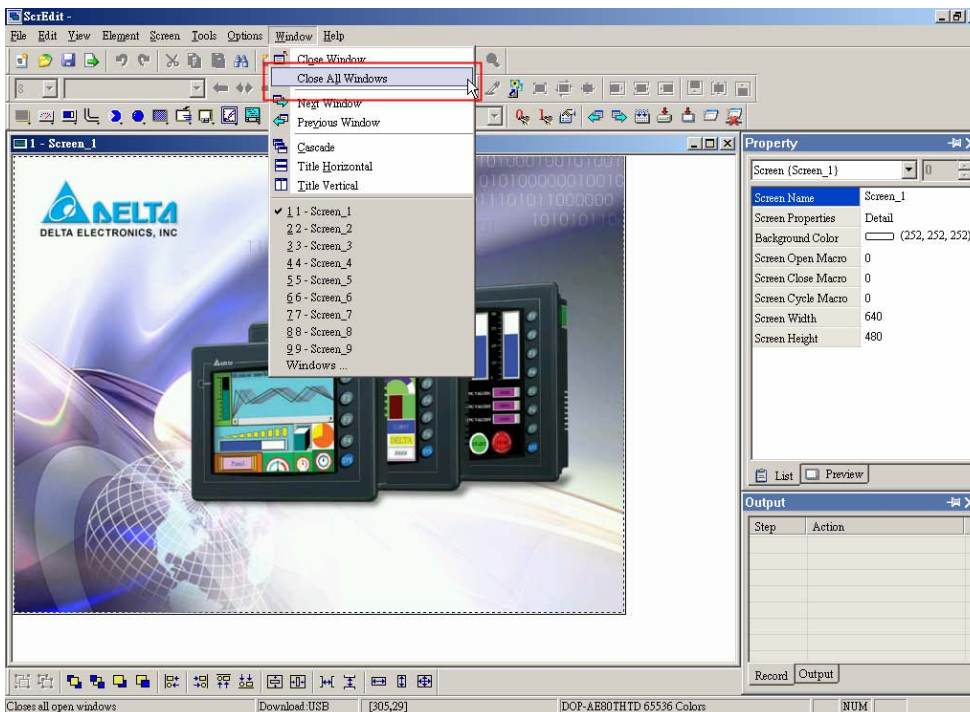 ScrEdit -
File Edit View Element Screen Tools Options Window Help
Close Window
Close All Windows
Next Window
Previous Window
Cascade
Title Horizontal
Title Vertical
1 1 - Screen_1
2 2 - Screen_2
3 3 - Screen_3
4 4 - Screen_4
5 5 - Screen_5
6 6 - Screen_6
7 7 - Screen_7
8 8 - Screen_8
9 9 - Screen_9
Windows ...
8
1 - Screen_1
DELTA
DELTA ELECTRONICS, INC
Property
Screen {Screen_1}
0
Screen Name Screen_1
Screen Properties Detail
Background Color (252, 252, 252)
Screen Open Macro 0
Screen Close Macro 0
Screen Cycle Macro 0
Screen Width 640
Screen Height 480
List Preview
Output
Step Action
Record Output
Closes all open windows Download:USB [305,29] DOP-AE80THTD 65536 Colors NUM